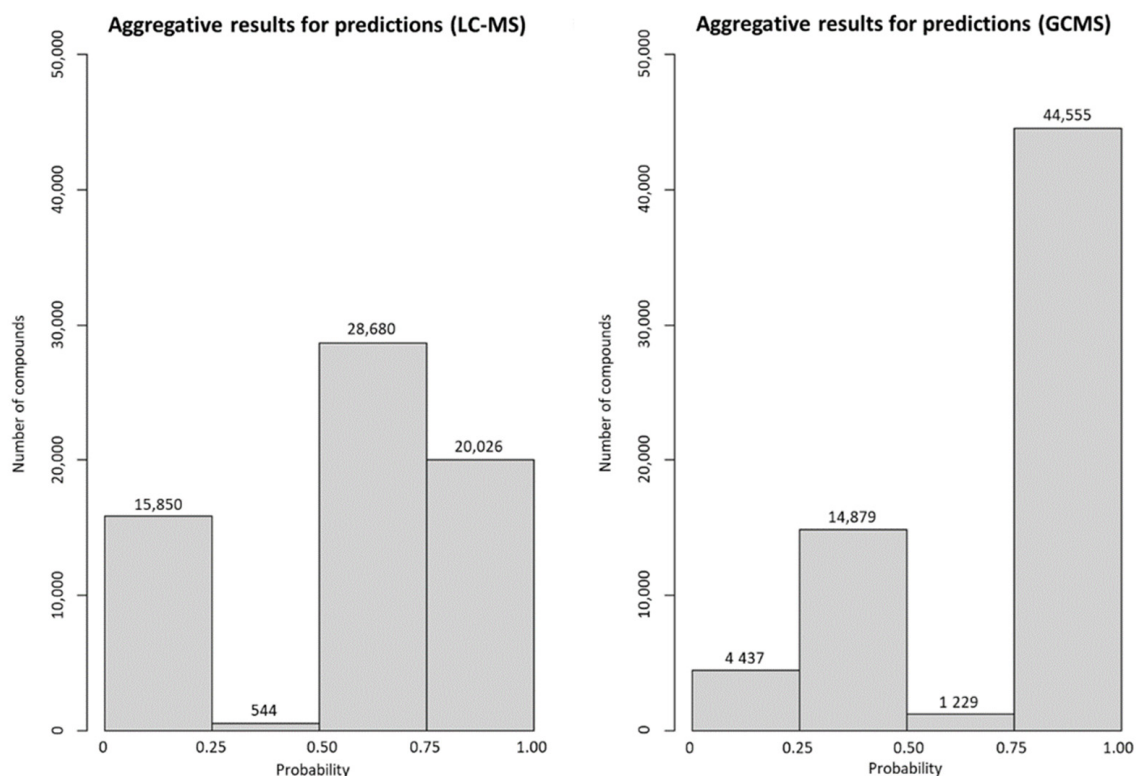 Aggregative results for predictions (LC-MS)
50,000
40,000
30,000
20,000
10,000
0
Number of compounds
15,850
544
28,680
20,026
0 0.25 0.50 0.75 1.00
Probability
Aggregative results for predictions (GCMS)
50,000
40,000
30,000
20,000
10,000
0
Number of compounds
4 437
14,879
1 229
44,555
0 0.25 0.50 0.75 1.00
Probability